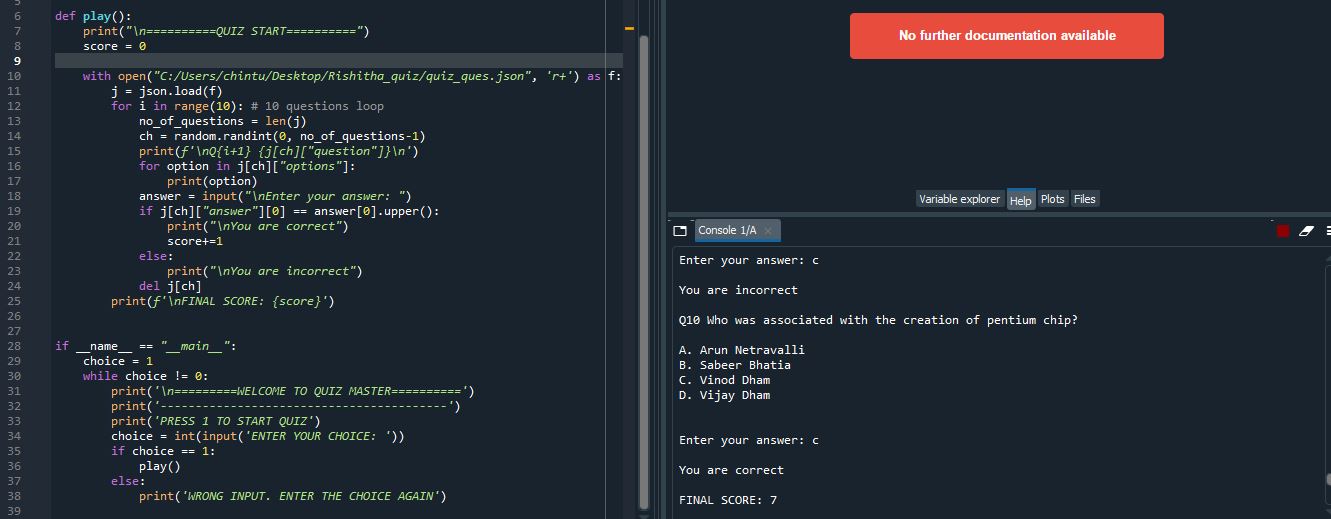 5
6 def play():
7 print("\n==========QUIZ START==========")
8 score = 0
9
10 with open("C:/Users/chintu/Desktop/Rishitha_quiz/quiz_ques.json", 'r+') as f:
11 j = json.load(f)
12 for i in range(10): # 10 questions loop
13 no_of_questions = len(j)
14 ch = random.randint(0, no_of_questions-1)
15 print(f'\nQ{i+1} {j[ch]["question"]}\n')
16 for option in j[ch]["options"]:
17 print(option)
18 answer = input("\nEnter your answer: ")
19 if j[ch]["answer"][0] == answer[0].upper():
20 print("\nYou are correct")
21 score+=1
22 else:
23 print("\nYou are incorrect")
24 del j[ch]
25 print(f'\nFINAL SCORE: {score}')
26
27
28 if __name__ == "__main__":
29 choice = 1
30 while choice != 0:
31 print('\n=========WELCOME TO QUIZ MASTER==========')
32 print('-----------------------------------------')
33 print('PRESS 1 TO START QUIZ')
34 choice = int(input('ENTER YOUR CHOICE: '))
35 if choice == 1:
36 play()
37 else:
38 print('WRONG INPUT. ENTER THE CHOICE AGAIN')
39
No further documentation available
Variable explorer Help Plots Files
Console 1/A
Enter your answer: c
You are incorrect
Q10 Who was associated with the creation of pentium chip?
A. Arun Netravalli
B. Sabeer Bhatia
C. Vinod Dham
D. Vijay Dham
Enter your answer: c
You are correct
FINAL SCORE: 7